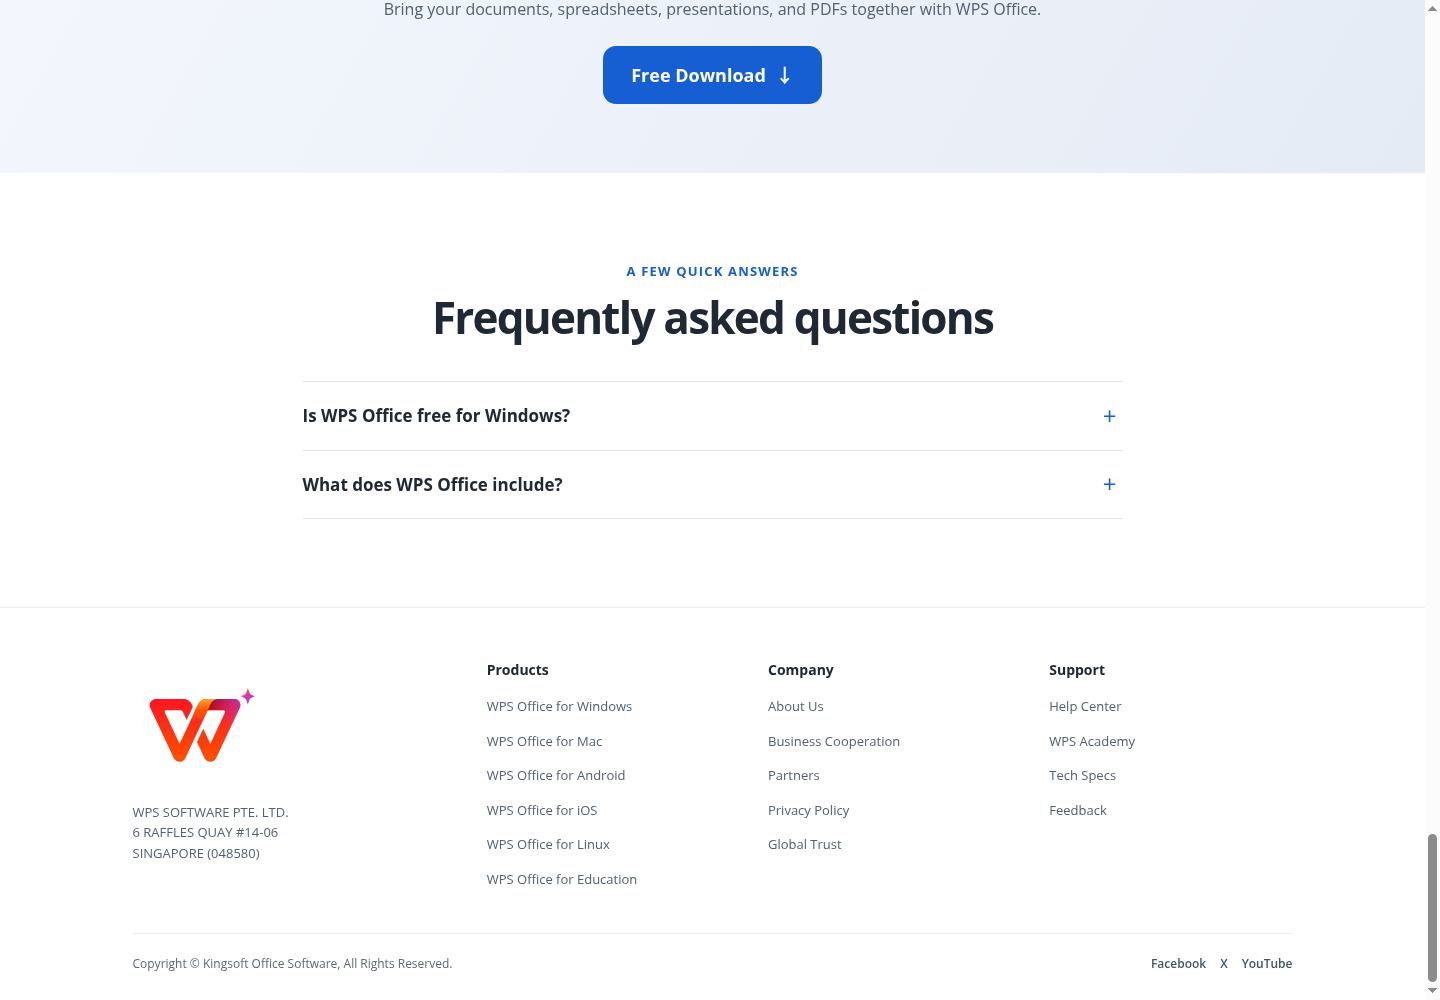 Bring your documents, spreadsheets, presentations, and PDFs together with WPS Office.
Free Download ↓
A FEW QUICK ANSWERS
Frequently asked questions
Is WPS Office free for Windows? +
What does WPS Office include? +
Products
WPS Office for Windows
WPS Office for Mac
WPS Office for Android
WPS Office for iOS
WPS Office for Linux
WPS Office for Education
Company
About Us
Business Cooperation
Partners
Privacy Policy
Global Trust
Support
Help Center
WPS Academy
Tech Specs
Feedback
WPS SOFTWARE PTE. LTD.
6 RAFFLES QUAY #14-06
SINGAPORE (048580)
Copyright © Kingsoft Office Software, All Rights Reserved.
Facebook X YouTube